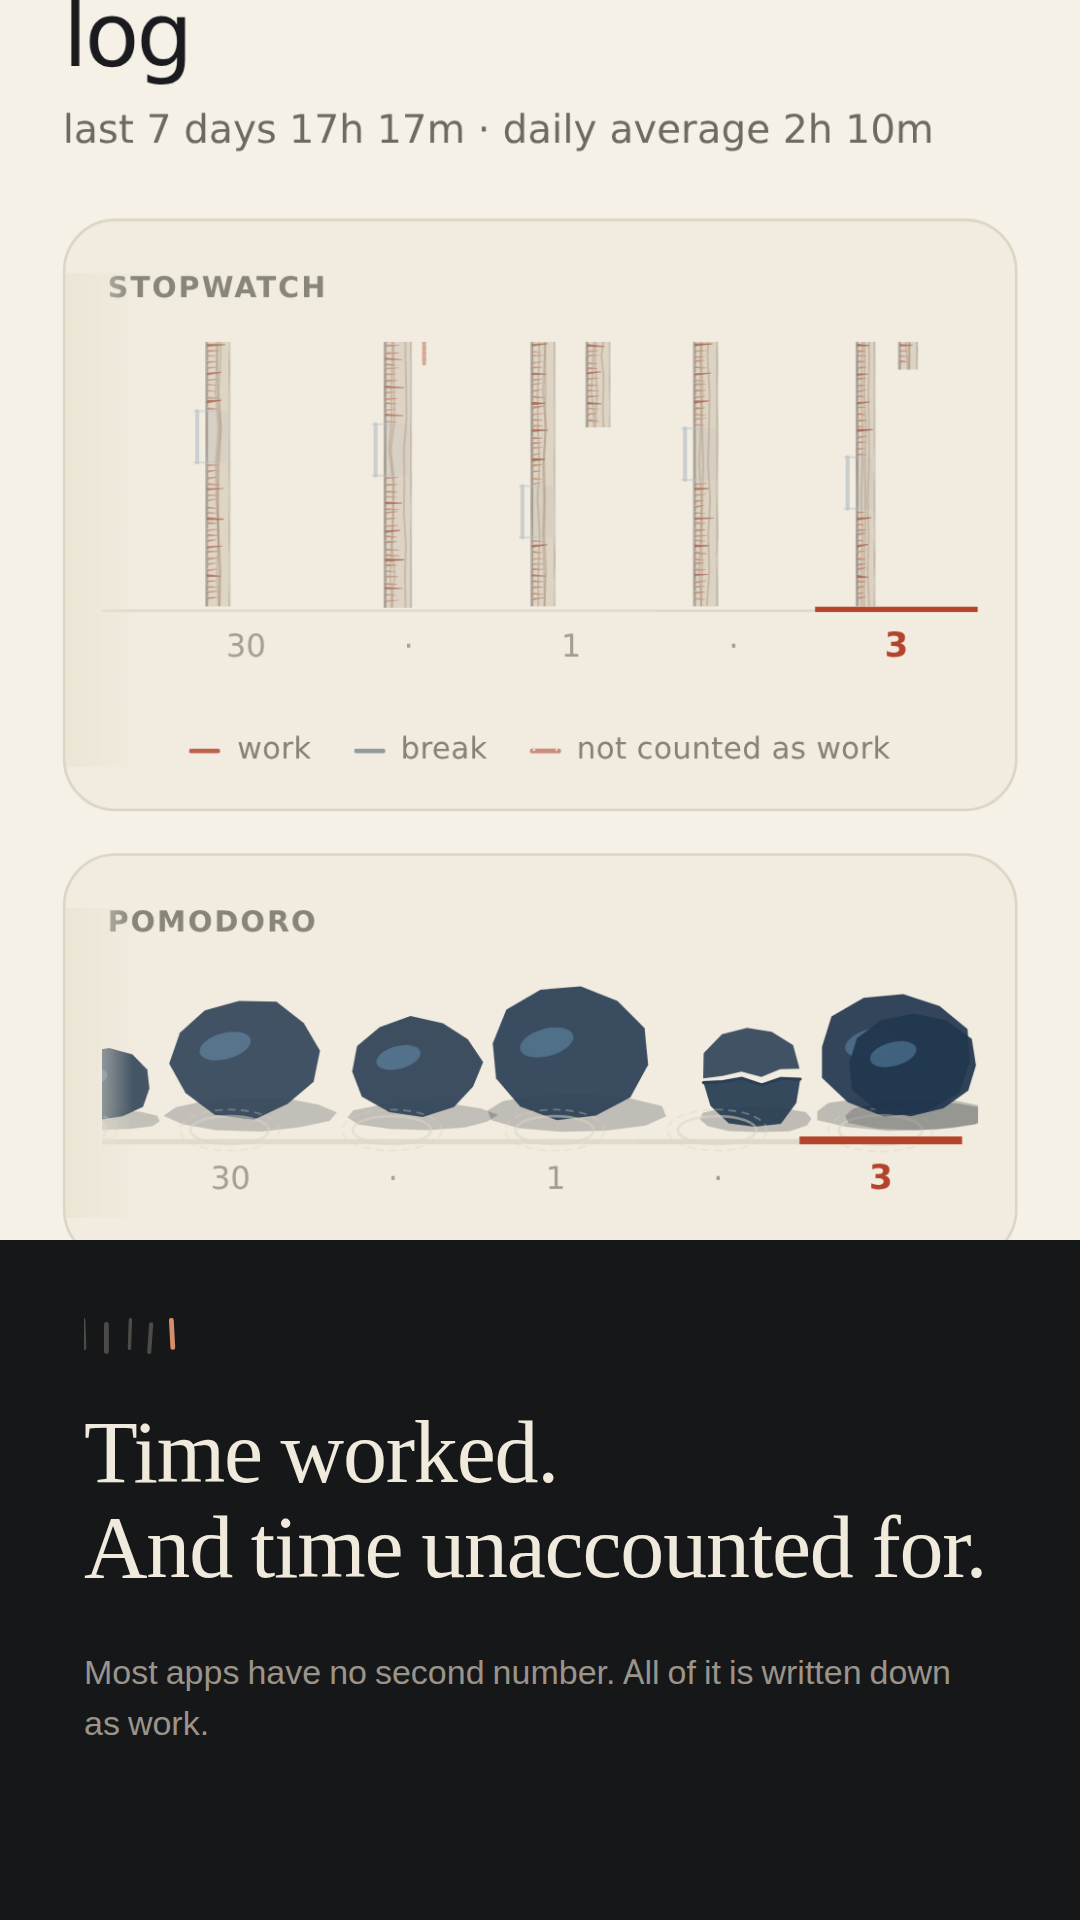 log
last 7 days 17h 17m · daily average 2h 10m
STOPWATCH
30 · 1 · 3
work break not counted as work
POMODORO
30 · 1 · 3
Time worked.
And time unaccounted for.
Most apps have no second number. All of it is written down
as work.